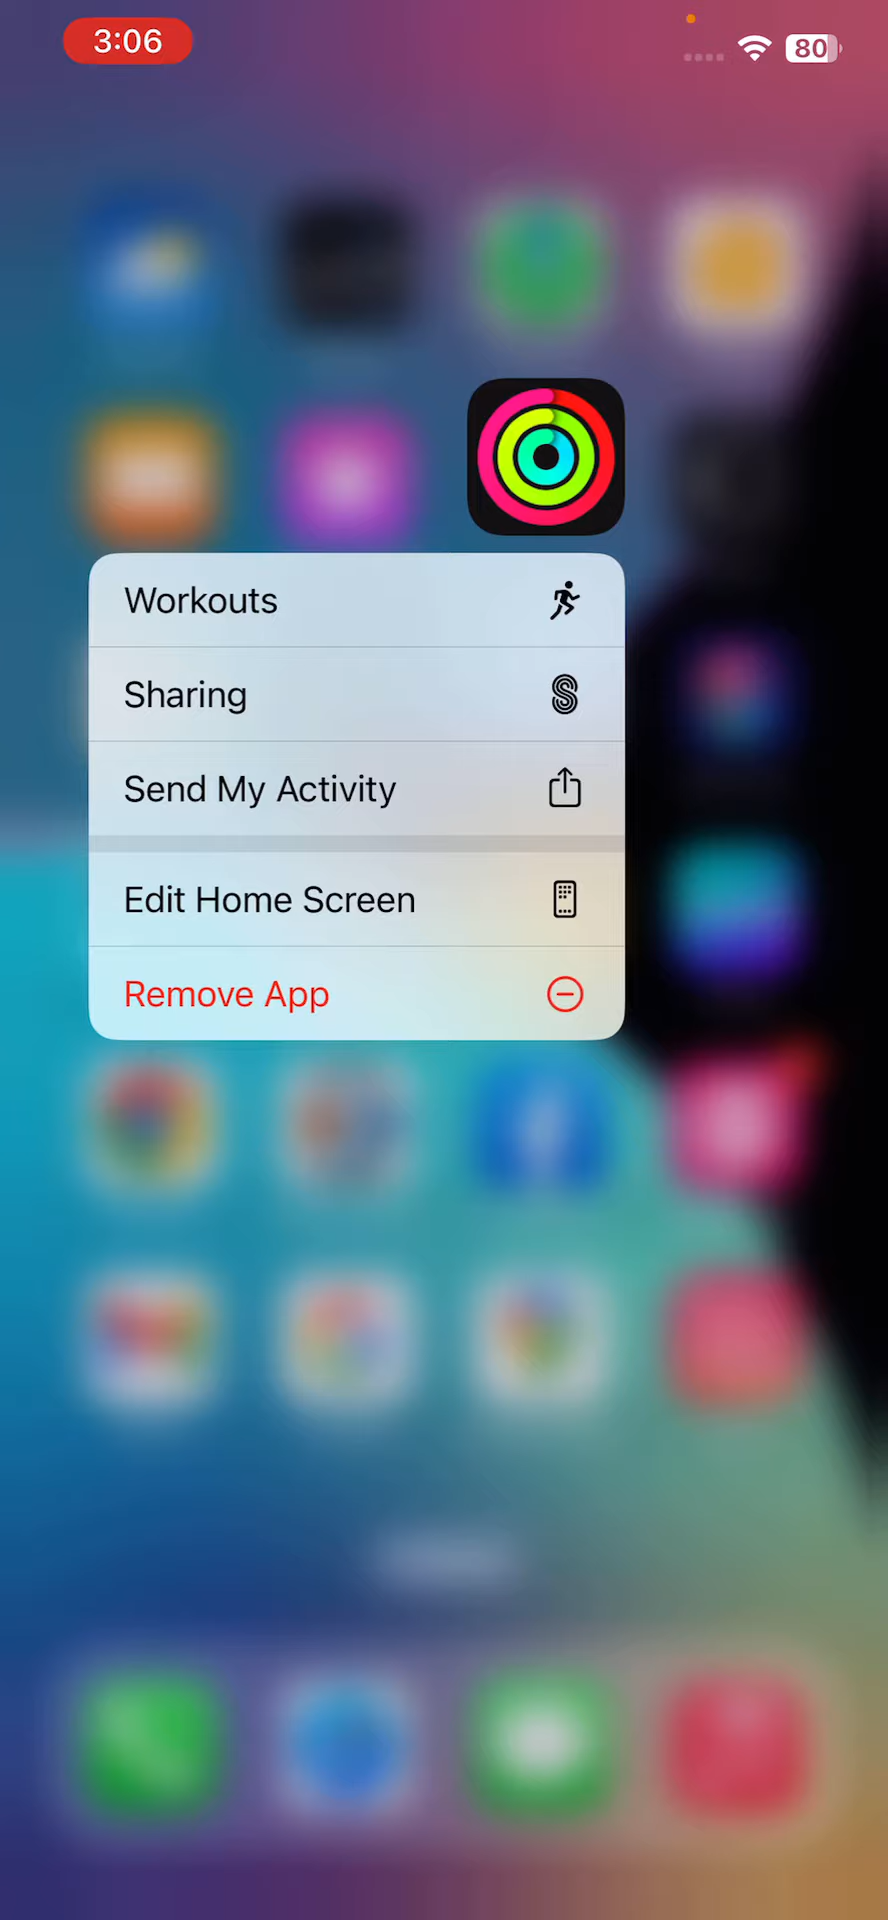 3:06
80
Workouts
Sharing
Send My Activity
Edit Home Screen
Remove App